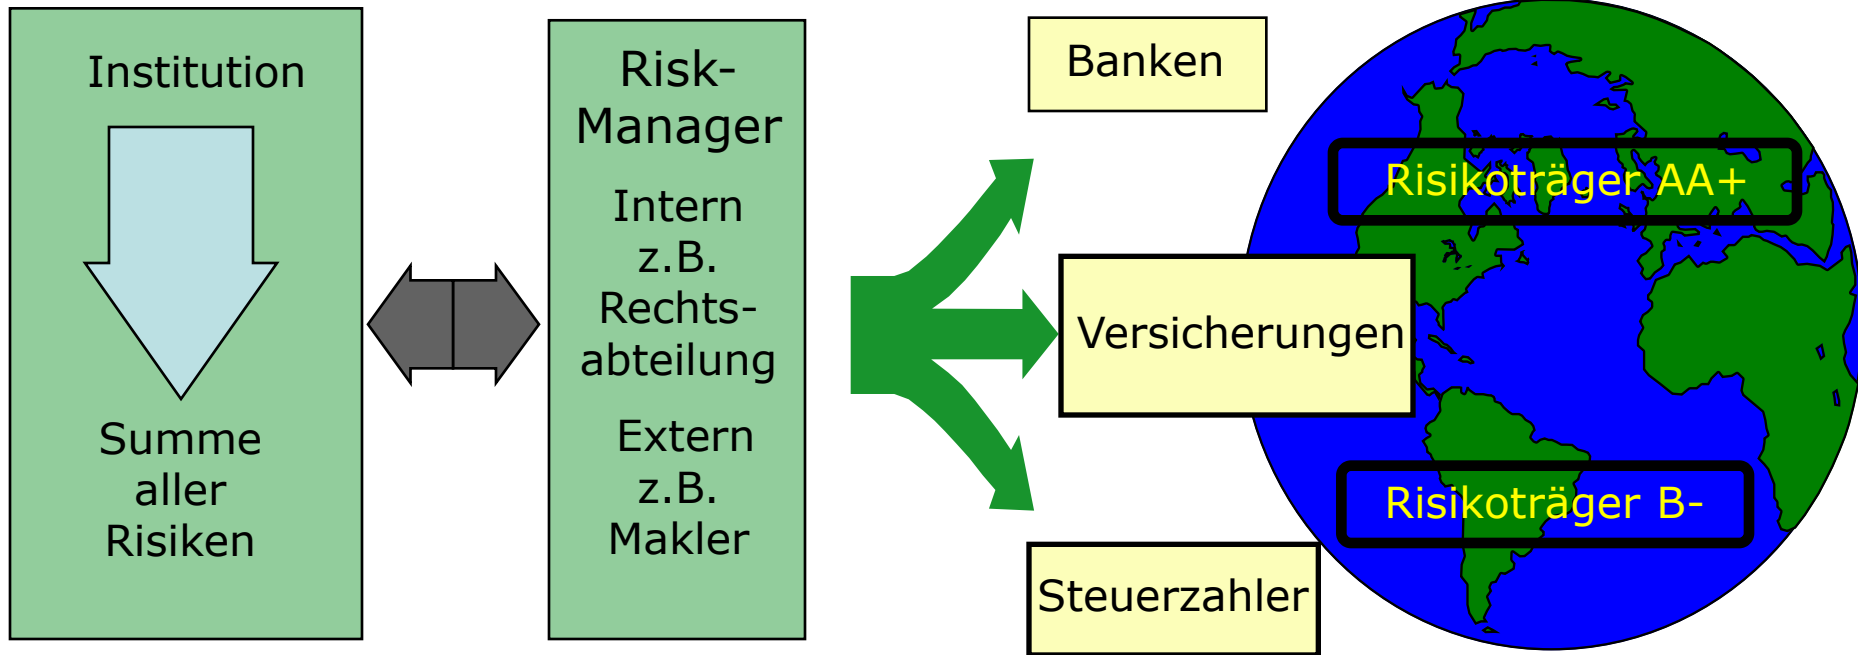 Institution
Summe
aller
Risiken
Risk-
Manager
Intern
z.B.
Rechts-
abteilung
Extern
z.B.
Makler
Banken
Versicherungen
Steuerzahler
Risikoträger AA+
Risikoträger B-